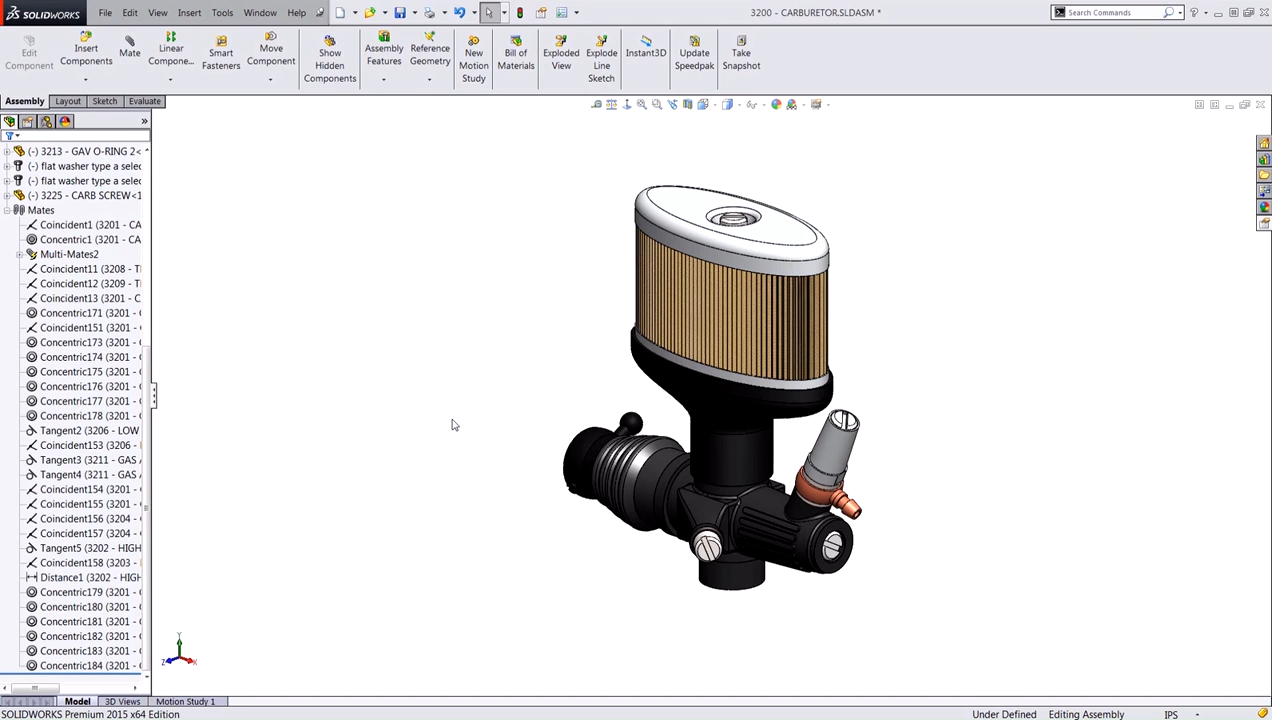 SOLIDWORKS
File Edit View Insert Tools Window Help
3200 - CARBURETOR.SLDASM *
Search Commands
Edit Component
Insert Components
Mate
Linear Compone...
Smart Fasteners
Move Component
Show Hidden Components
Assembly Features
Reference Geometry
New Motion Study
Bill of Materials
Exploded View
Explode Line Sketch
Instant3D
Update Speedpak
Take Snapshot
Assembly Layout Sketch Evaluate
(-) 3213 - GAV O-RING 2<
(-) flat washer type a selec
(-) flat washer type a selec
(-) 3225 - CARB SCREW<1
Mates
Coincident1 (3201 - CA
Concentric1 (3201 - CA
Multi-Mates2
Coincident11 (3208 - T
Coincident12 (3209 - T
Coincident13 (3201 - C
Concentric171 (3201 -
Coincident151 (3201 -
Concentric173 (3201 -
Concentric174 (3201 -
Concentric175 (3201 -
Concentric176 (3201 -
Concentric177 (3201 -
Concentric178 (3201 -
Tangent2 (3206 - LOW
Coincident153 (3206 -
Tangent3 (3211 - GAS
Tangent4 (3211 - GAS
Coincident154 (3201 -
Coincident155 (3201 -
Coincident156 (3204 -
Coincident157 (3204 -
Tangent5 (3202 - HIGH
Coincident158 (3203 -
Distance1 (3202 - HIGH
Concentric179 (3201 -
Concentric180 (3201 -
Concentric181 (3201 -
Concentric182 (3201 -
Concentric183 (3201 -
Concentric184 (3201 -
Y
Z X
Model 3D Views Motion Study 1
SOLIDWORKS Premium 2015 x64 Edition
Under Defined Editing Assembly IPS -